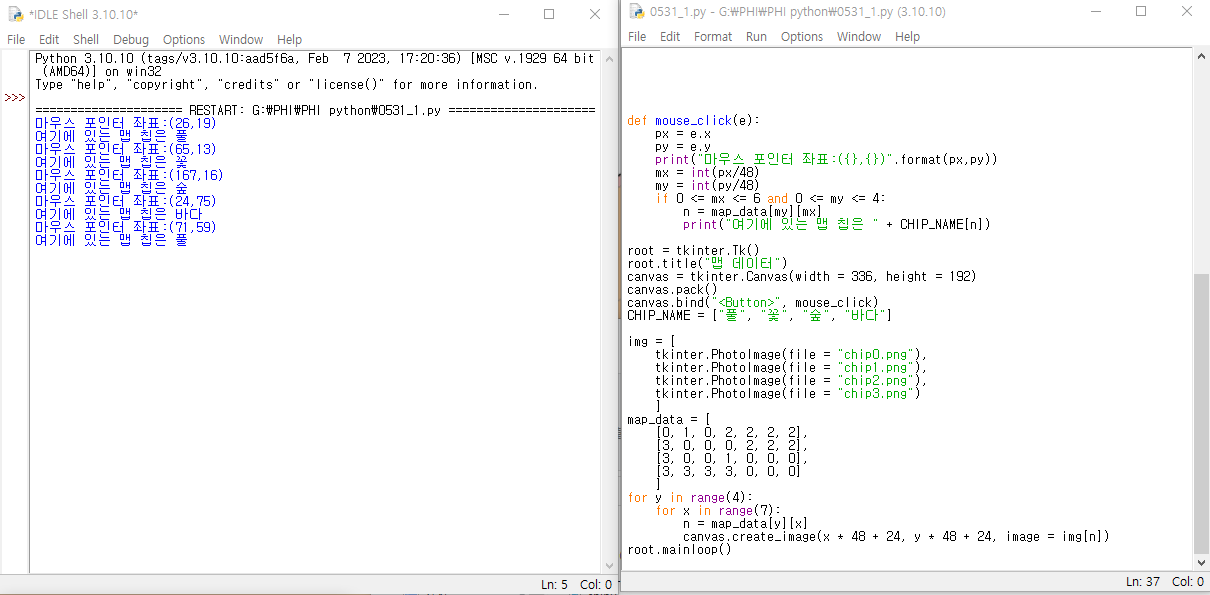 *IDLE Shell 3.10.10*
File Edit Shell Debug Options Window Help
Python 3.10.10 (tags/v3.10.10:aad5f6a, Feb  7 2023, 17:20:36) [MSC v.1929 64 bit
(AMD64)] on win32
Type "help", "copyright", "credits" or "license()" for more information.
>>>
===================== RESTART: G:₩PHI₩PHI python₩0531_1.py =====================
마우스 포인터 좌표:(26,19)
여기에 있는 맵 칩은 풀
마우스 포인터 좌표:(65,13)
여기에 있는 맵 칩은 꽃
마우스 포인터 좌표:(167,16)
여기에 있는 맵 칩은 숲
마우스 포인터 좌표:(24,75)
여기에 있는 맵 칩은 바다
마우스 포인터 좌표:(71,59)
여기에 있는 맵 칩은 풀
Ln: 5 Col: 0
0531_1.py - G:₩PHI₩PHI python₩0531_1.py (3.10.10)
File Edit Format Run Options Window Help
def mouse_click(e):
    px = e.x
    py = e.y
    print("마우스 포인터 좌표:({},{})".format(px,py))
    mx = int(px/48)
    my = int(py/48)
    if 0 <= mx <= 6 and 0 <= my <= 4:
        n = map_data[my][mx]
        print("여기에 있는 맵 칩은 " + CHIP_NAME[n])
root = tkinter.Tk()
root.title("맵 데이터")
canvas = tkinter.Canvas(width = 336, height = 192)
canvas.pack()
canvas.bind("<Button>", mouse_click)
CHIP_NAME = ["풀", "꽃", "숲", "바다"]
img = [
    tkinter.PhotoImage(file = "chip0.png"),
    tkinter.PhotoImage(file = "chip1.png"),
    tkinter.PhotoImage(file = "chip2.png"),
    tkinter.PhotoImage(file = "chip3.png")
    ]
map_data = [
    [0, 1, 0, 2, 2, 2, 2],
    [3, 0, 0, 0, 2, 2, 2],
    [3, 0, 0, 1, 0, 0, 0],
    [3, 3, 3, 3, 0, 0, 0]
    ]
for y in range(4):
    for x in range(7):
        n = map_data[y][x]
        canvas.create_image(x * 48 + 24, y * 48 + 24, image = img[n])
root.mainloop()
Ln: 37 Col: 0